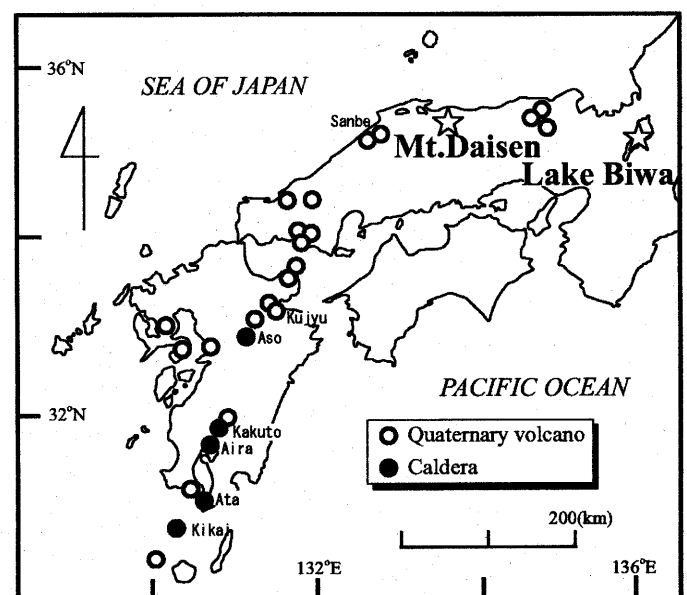 36°N
SEA OF JAPAN
Sanbe
Mt.Daisen
Lake Biwa
Kujyu
Aso
PACIFIC OCEAN
32°N
Quaternary volcano
Kakuto
Aira
Caldera
Ata
200(km)
Kikai
132°E
136°E